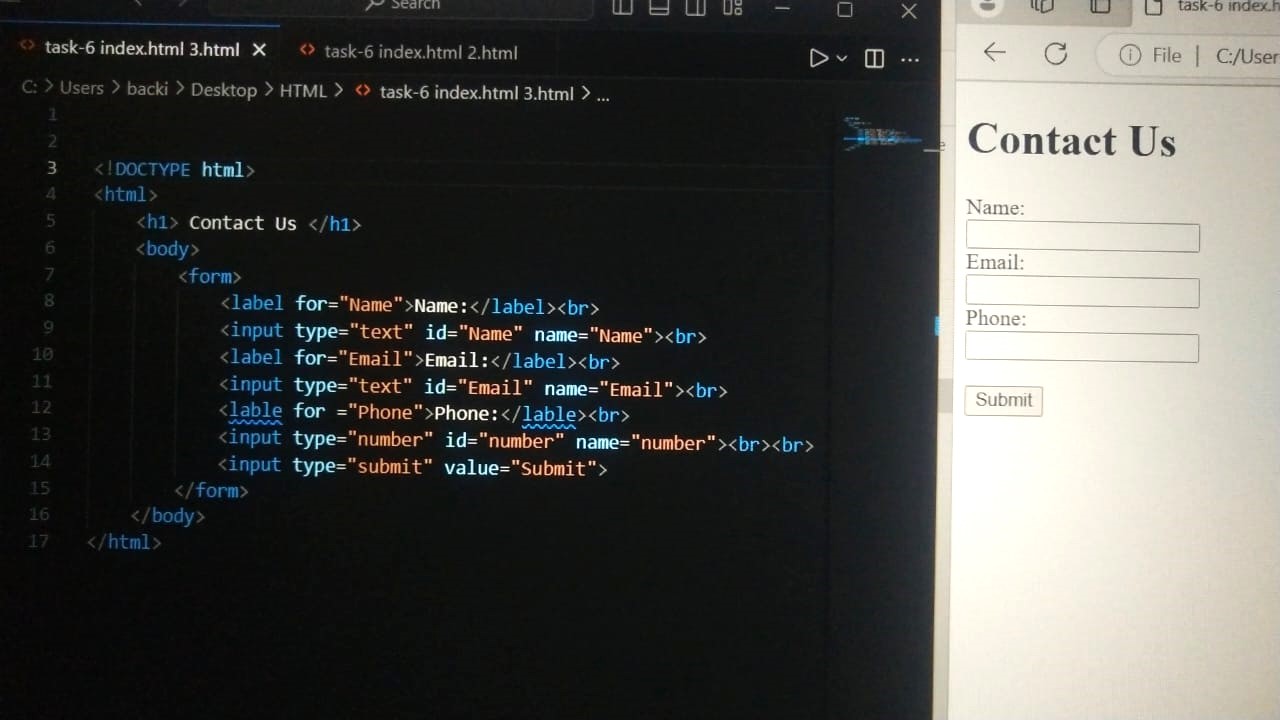 Search
task-6 index.html 3.html
task-6 index.html 2.html
C: > Users > backi > Desktop > HTML > <> task-6 index.html 3.html > ...
1
2
3 <!DOCTYPE html>
4 <html>
5 <h1> Contact Us </h1>
6 <body>
7 <form>
8 <label for="Name">Name:</label><br>
9 <input type="text" id="Name" name="Name"><br>
10 <label for="Email">Email:</label><br>
11 <input type="text" id="Email" name="Email"><br>
12 <lable for ="Phone">Phone:</lable><br>
13 <input type="number" id="number" name="number"><br><br>
14 <input type="submit" value="Submit">
15 </form>
16 </body>
17 </html>
task-6 index.h
File | C:/User
Contact Us
Name:
Email:
Phone:
Submit